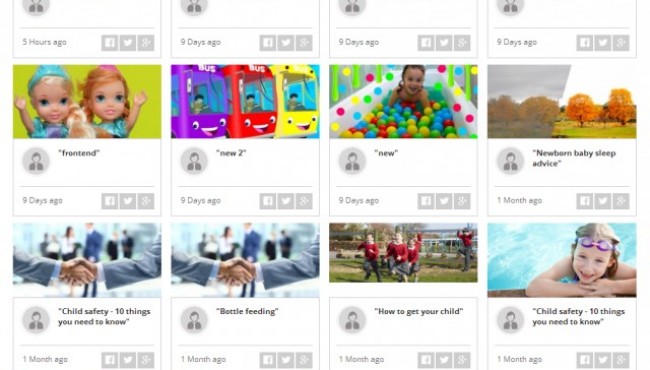 5 Hours ago
9 Days ago
9 Days ago
9 Days ago
BUS
BUS
"frontend"
"new 2"
"new"
"Newborn baby sleep
advice"
9 Days ago
9 Days ago
9 Days ago
1 Month ago
"Child safety - 10 things
you need to know"
"Bottle feeding"
"How to get your child"
"Child safety - 10 things
you need to know"
1 Month ago
1 Month ago
1 Month ago
1 Month ago